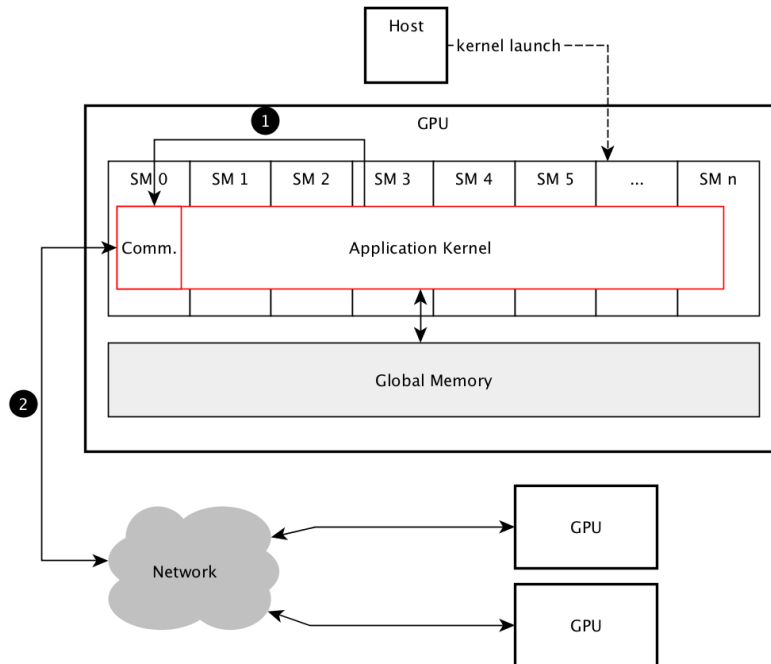 Host
kernel launch
1
GPU
SM 0 SM 1 SM 2 SM 3 SM 4 SM 5 ... SM n
Comm. Application Kernel
Global Memory
2
GPU
Network
GPU